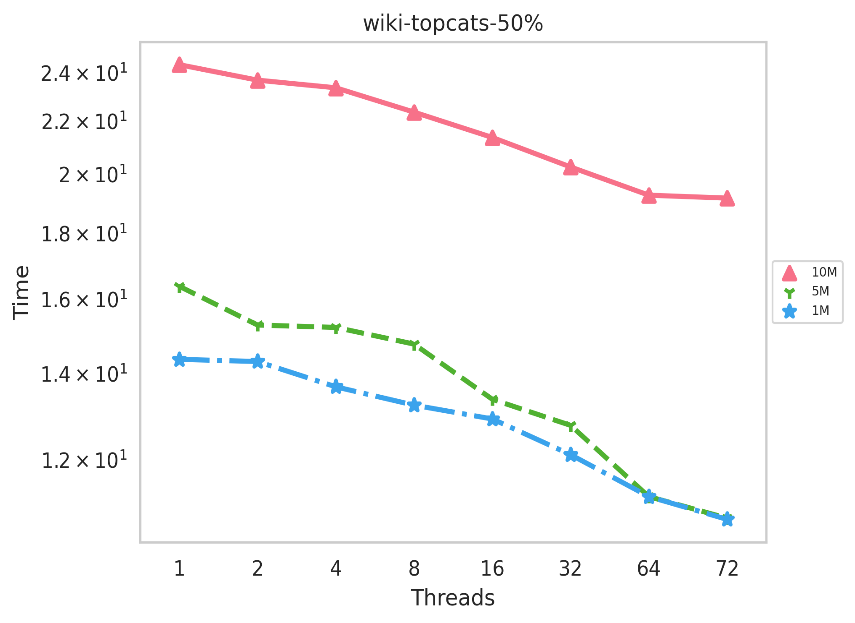 wiki-topcats-50%
2.4 × 10¹
2.2 × 10¹
2 × 10¹
1.8 × 10¹
1.6 × 10¹
1.4 × 10¹
1.2 × 10¹
Time
1 2 4 8 16 32 64 72
Threads
10M
5M
1M